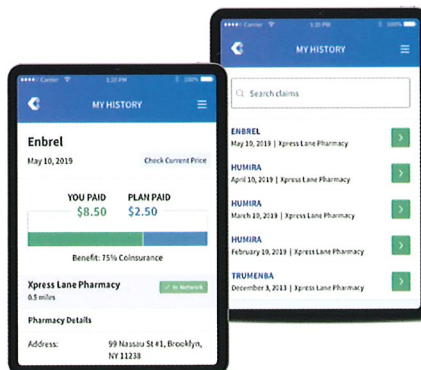 Carrier
1:20 PM
100%
MY HISTORY
Enbrel
May 10, 2019
Check Current Price
YOU PAID
PLAN PAID
$8.50
$2.50
Benefit: 75% Coinsurance
Xpress Lane Pharmacy
✓ In Network
0.5 miles
Pharmacy Details
Address:
99 Nassau St #1, Brooklyn,
NY 11238
Carrier
1:20 PM
100%
MY HISTORY
Search claims
ENBREL
May 10, 2019 | Xpress Lane Pharmacy
HUMIRA
April 10, 2019 | Xpress Lane Pharmacy
HUMIRA
March 10, 2019 | Xpress Lane Pharmacy
HUMIRA
February 10, 2019 | Xpress Lane Pharmacy
TRUMENBA
December 3, 2013 | Xpress Lane Pharmacy